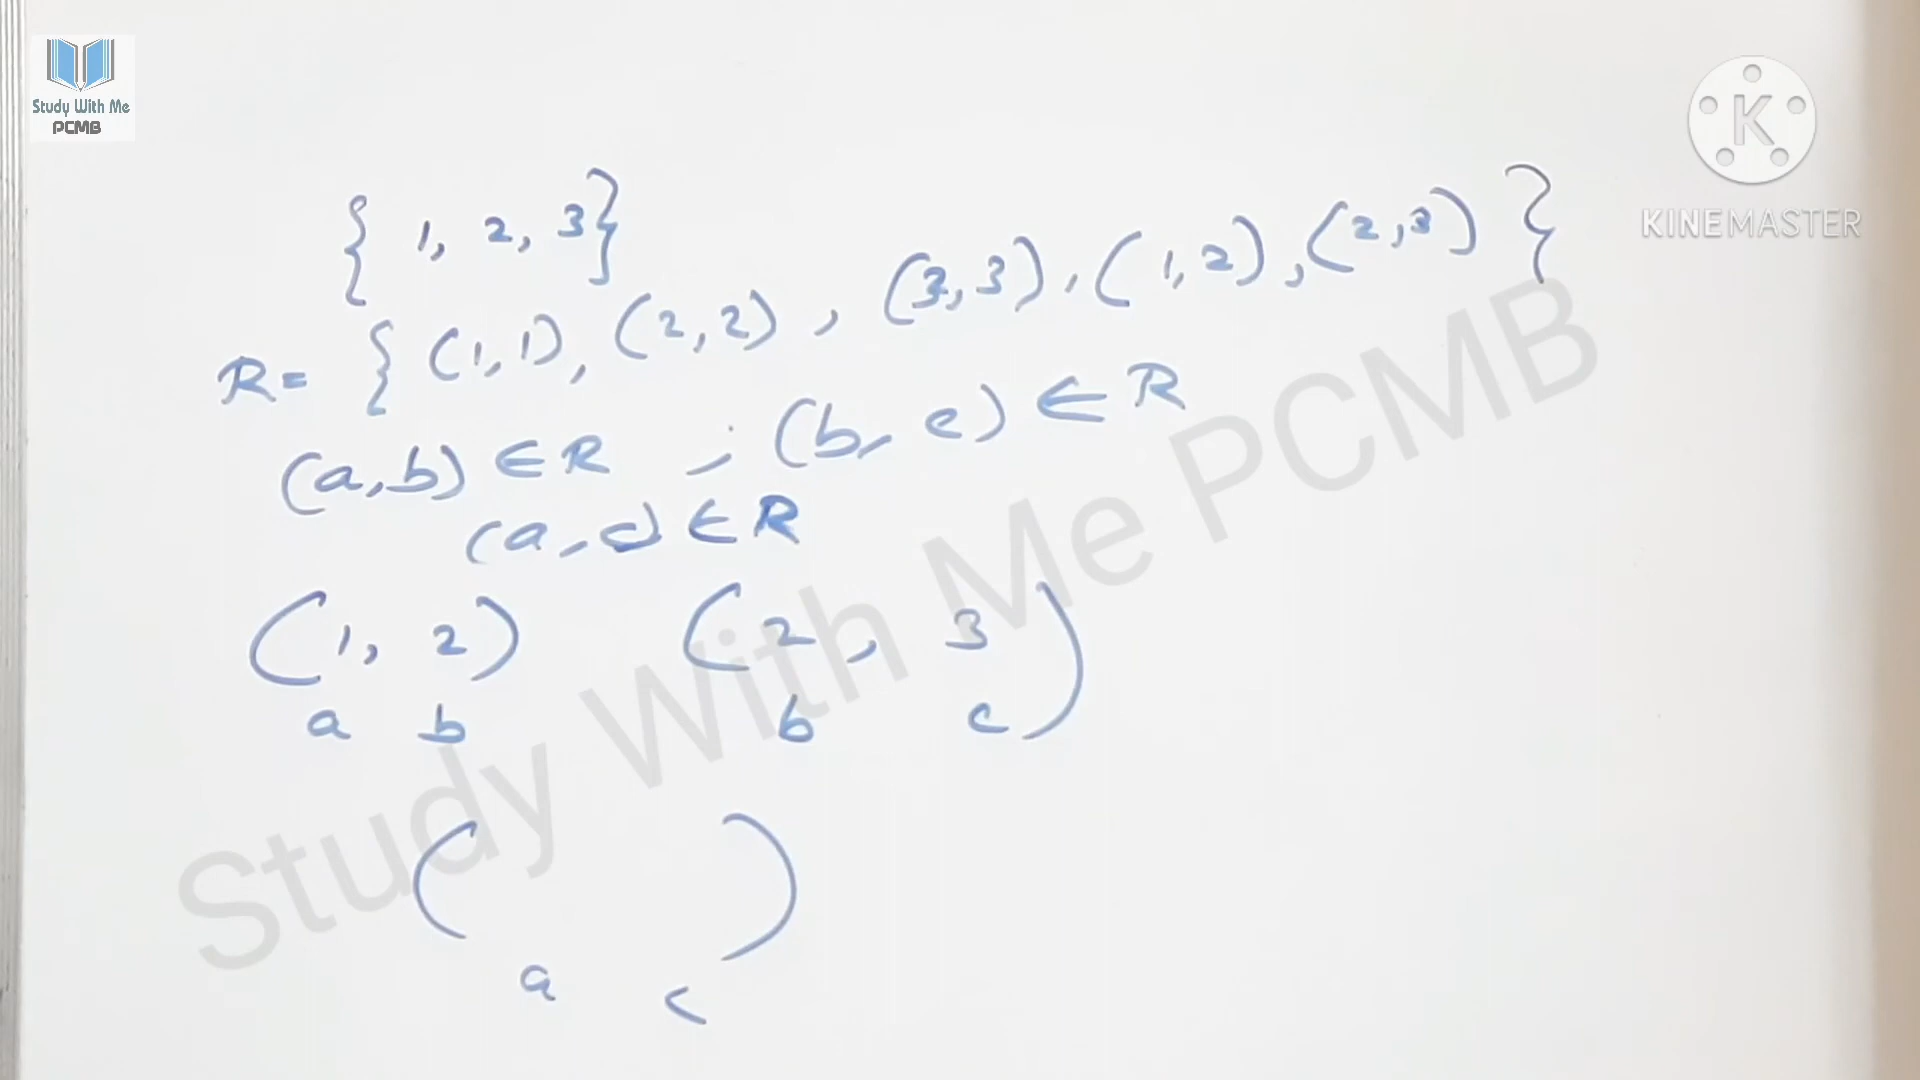 Study With Me
PCMB
KINEMASTER
{ 1, 2, 3}
R= { (1,1), (2,2) , (3,3), (1,2), (2,3) }
(a,b) ∈ R ; (b, c) ∈ R
(a, c) ∈ R
(1, 2) (2, 3)
a b b c
( )
a c
Study With Me PCMB